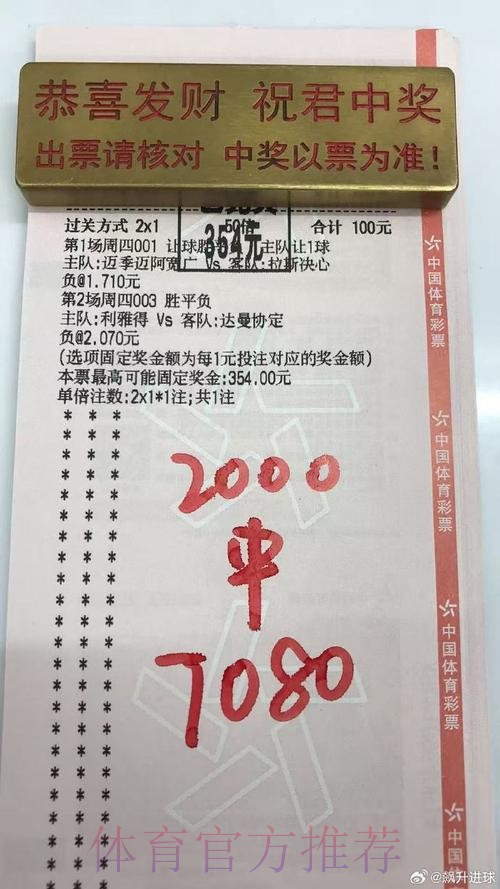 恭喜发财 祝君中奖
出票请核对 中奖以票为准!
过关方式 2x1 50倍 合计 100元
354元
第1场周四001 让球胜平负 主队让1球
主队:迈季迈阿宽广 Vs 客队:拉斯决心
负@1.710元
第2场周四003 胜平负
主队:利雅得 Vs 客队:达曼协定
负@2.070元
(选项固定奖金额为每1元投注对应的奖金额)
本票最高可能固定奖金:354.00元
单倍注数:2x1*1注;共1注
2000
中
7080
中国体育彩票
中国体育彩票
中国体育彩票
中国体育彩票
体育官方推荐
@飙升进球